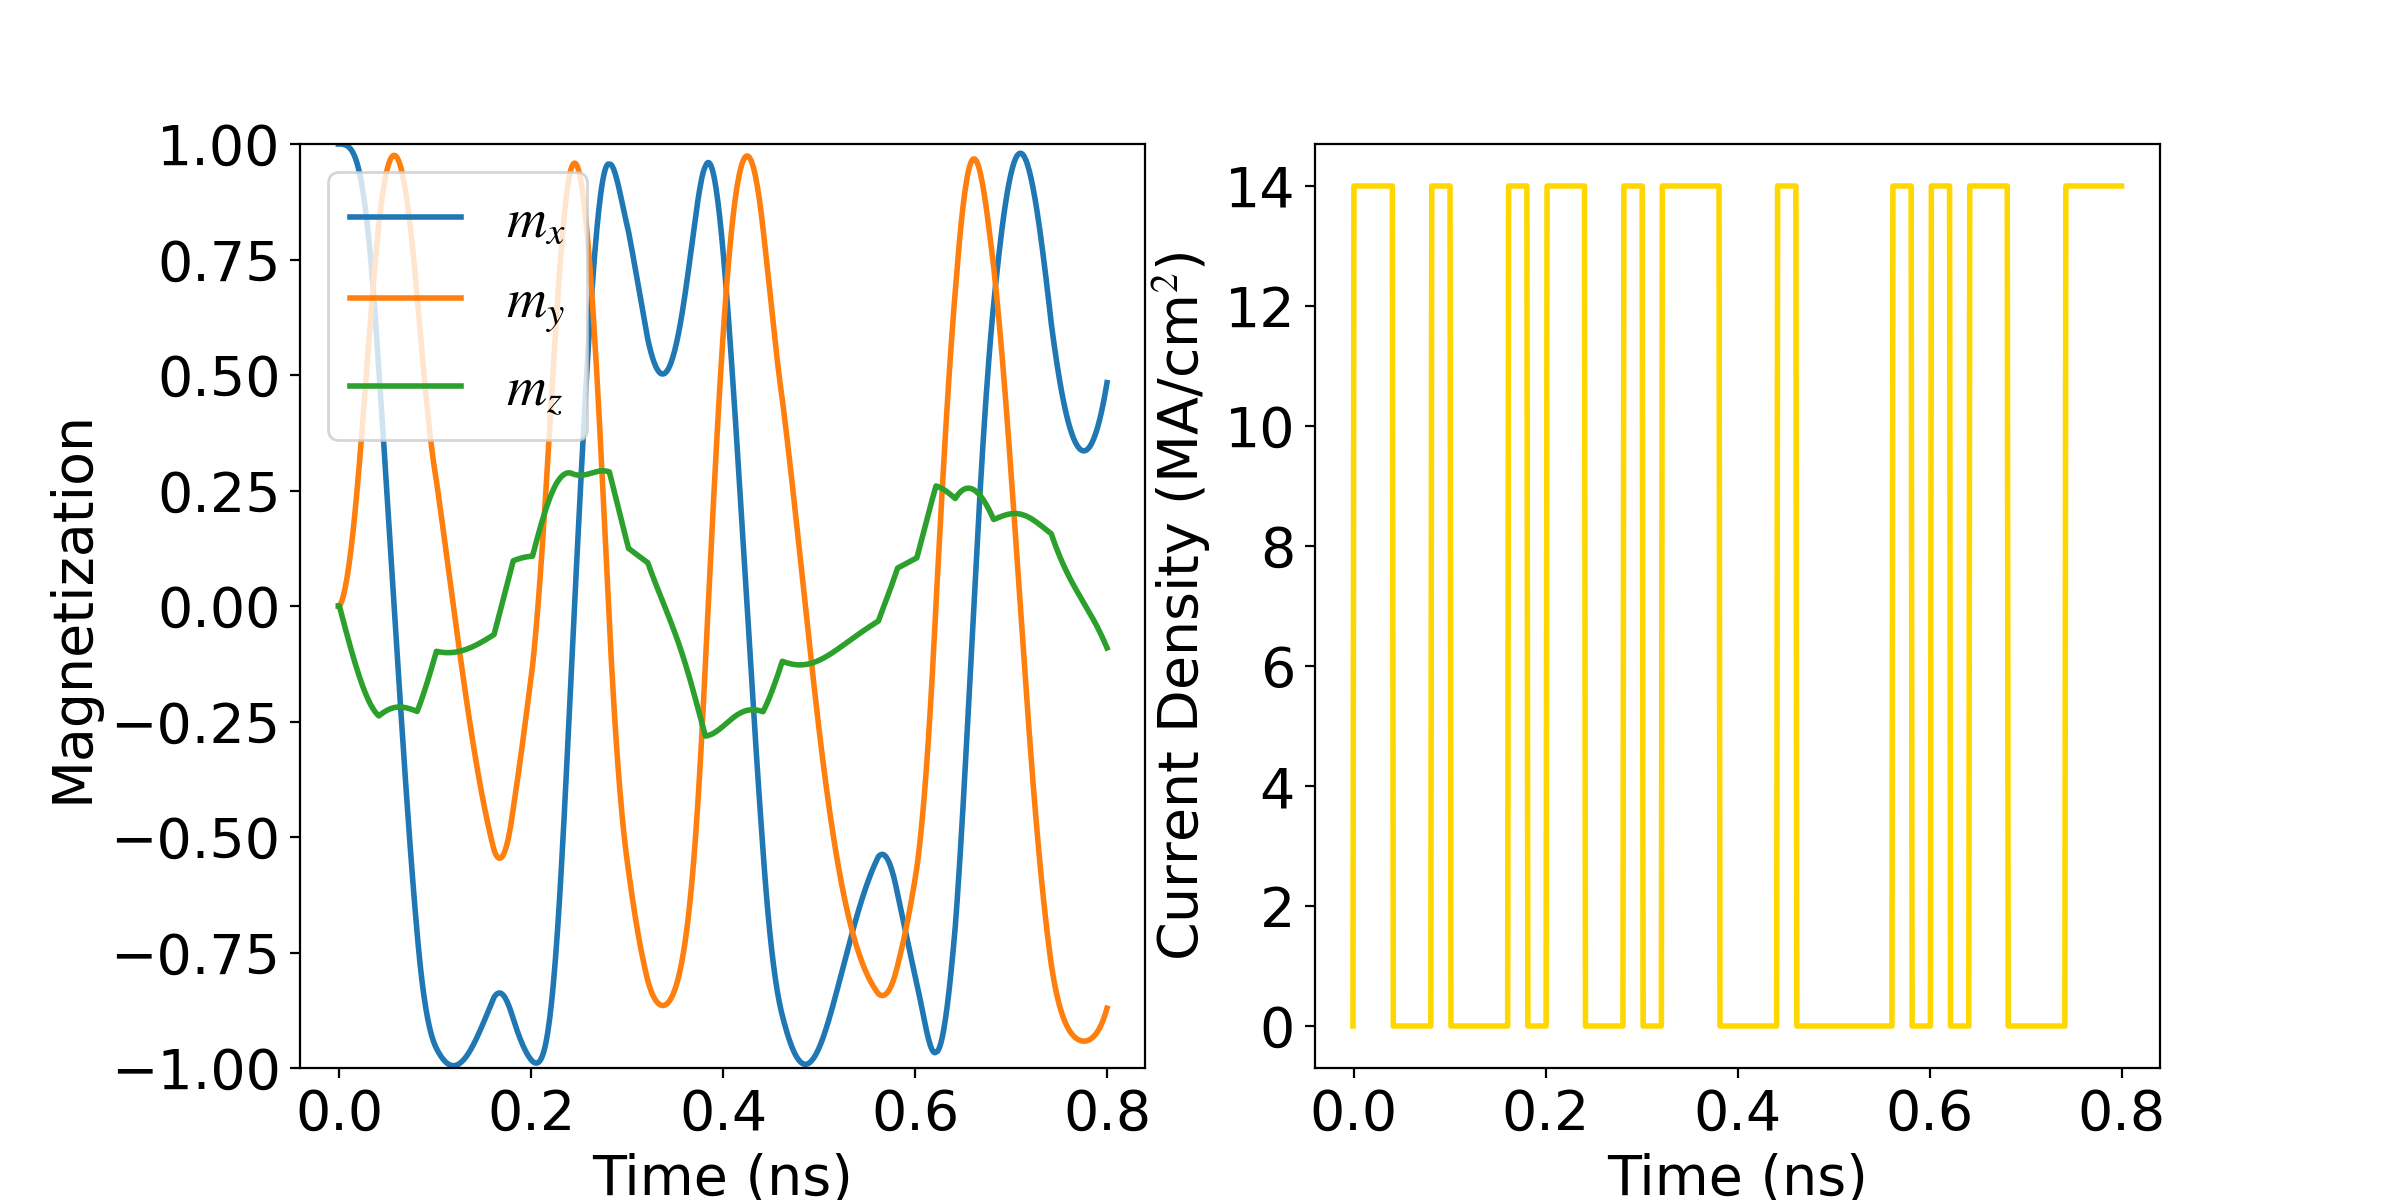 1.00
0.75
0.50
0.25
0.00
−0.25
−0.50
−0.75
−1.00
Magnetization
0.0 0.2 0.4 0.6 0.8
Time (ns)
m_x
m_y
m_z
14
12
10
8
6
4
2
0
Current Density (MA/cm²)
0.0 0.2 0.4 0.6 0.8
Time (ns)